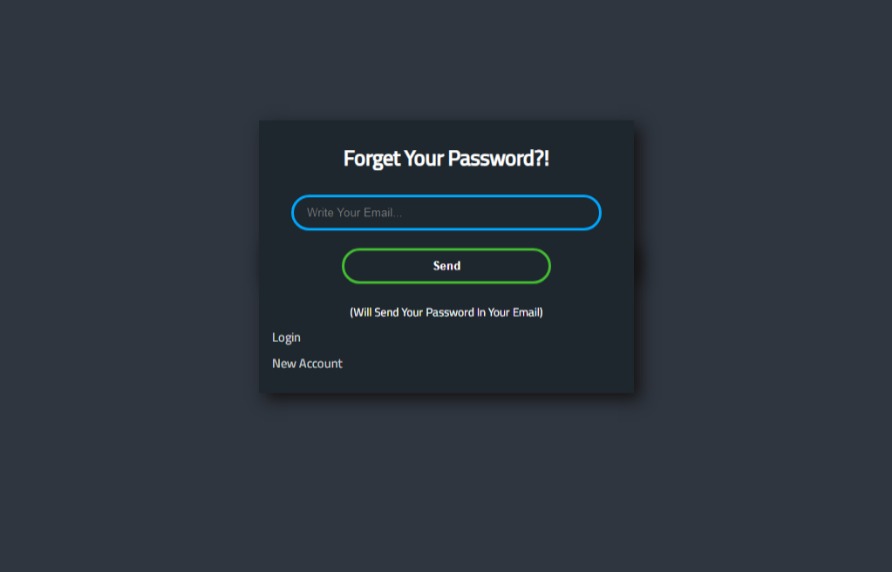 Forget Your Password?!
Write Your Email...
Send
(Will Send Your Password In Your Email)
Login
New Account